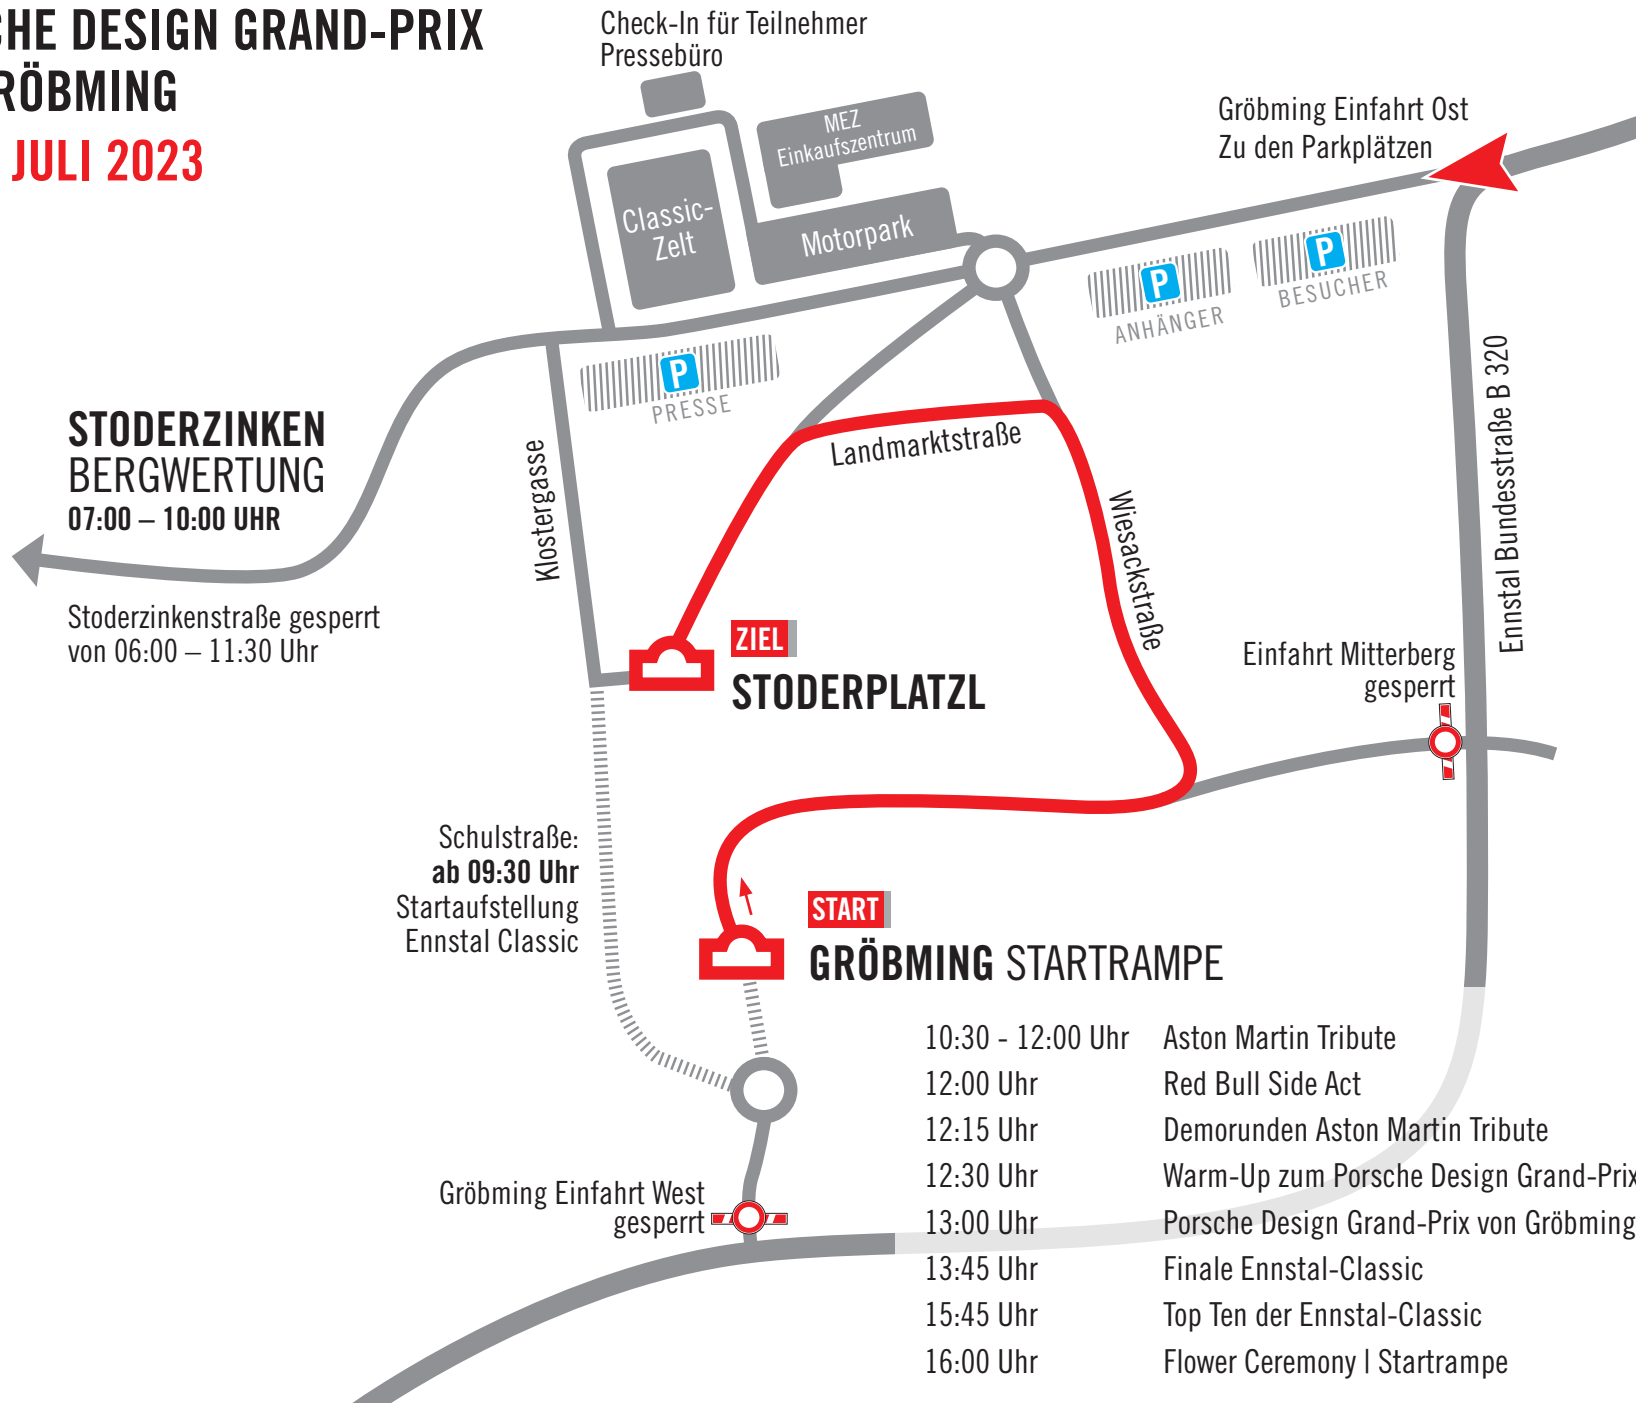 CHE DESIGN GRAND-PRIX
RÖBMING
JULI 2023
Check-In für Teilnehmer
Pressebüro
MEZ
Einkaufszentrum
Classic-
Zelt
Motorpark
Gröbming Einfahrt Ost
Zu den Parkplätzen
P
ANHÄNGER
P
BESUCHER
P
PRESSE
STODERZINKEN
BERGWERTUNG
07:00 – 10:00 UHR
Stoderzinkenstraße gesperrt
von 06:00 – 11:30 Uhr
Klostergasse
Landmarktstraße
Wiesackstraße
Ennstal Bundesstraße B 320
ZIEL
STODERPLATZL
Einfahrt Mitterberg
gesperrt
Schulstraße:
ab 09:30 Uhr
Startaufstellung
Ennstal Classic
START
GRÖBMING STARTRAMPE
Gröbming Einfahrt West
gesperrt
10:30 - 12:00 Uhr Aston Martin Tribute
12:00 Uhr Red Bull Side Act
12:15 Uhr Demorunden Aston Martin Tribute
12:30 Uhr Warm-Up zum Porsche Design Grand-Prix
13:00 Uhr Porsche Design Grand-Prix von Gröbming
13:45 Uhr Finale Ennstal-Classic
15:45 Uhr Top Ten der Ennstal-Classic
16:00 Uhr Flower Ceremony | Startrampe